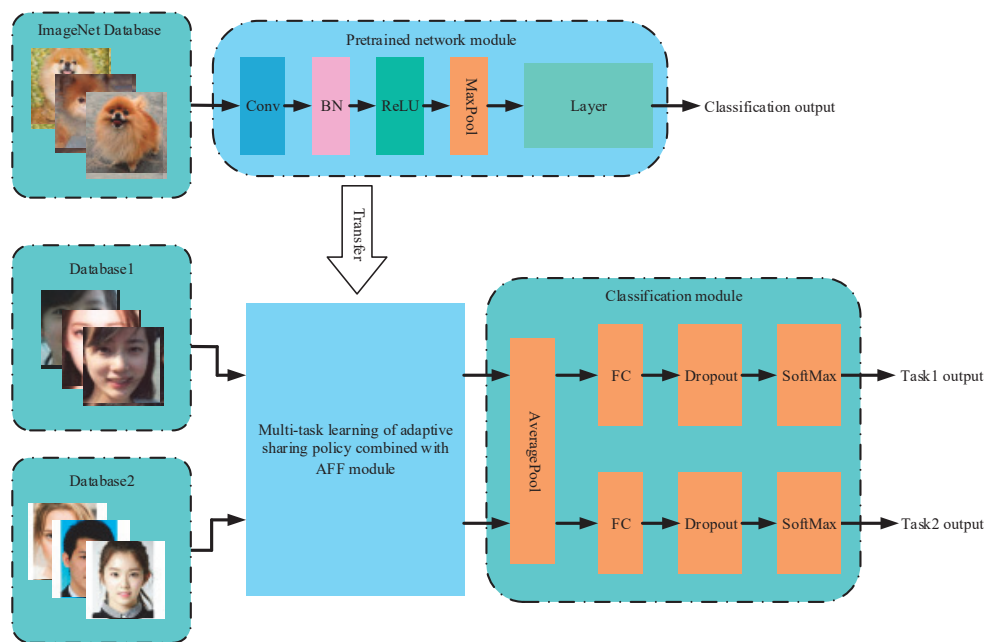 ImageNet Database
Pretrained network module
Conv
BN
ReLU
MaxPool
Layer
Classification output
Transfer
Database1
Database2
Multi-task learning of adaptive
sharing policy combined with
AFF module
Classification module
AveragePool
FC
Dropout
SoftMax
Task1 output
FC
Dropout
SoftMax
Task2 output